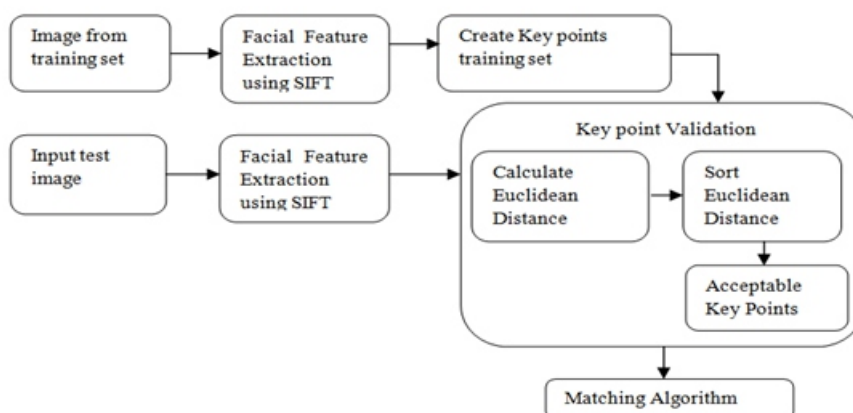 Image from
training set
Facial Feature
Extraction
using SIFT
Create Key points
training set
Key point Validation
Input test
image
Facial Feature
Extraction
using SIFT
Calculate
Euclidean
Distance
Sort
Euclidean
Distance
Acceptable
Key Points
Matching Algorithm